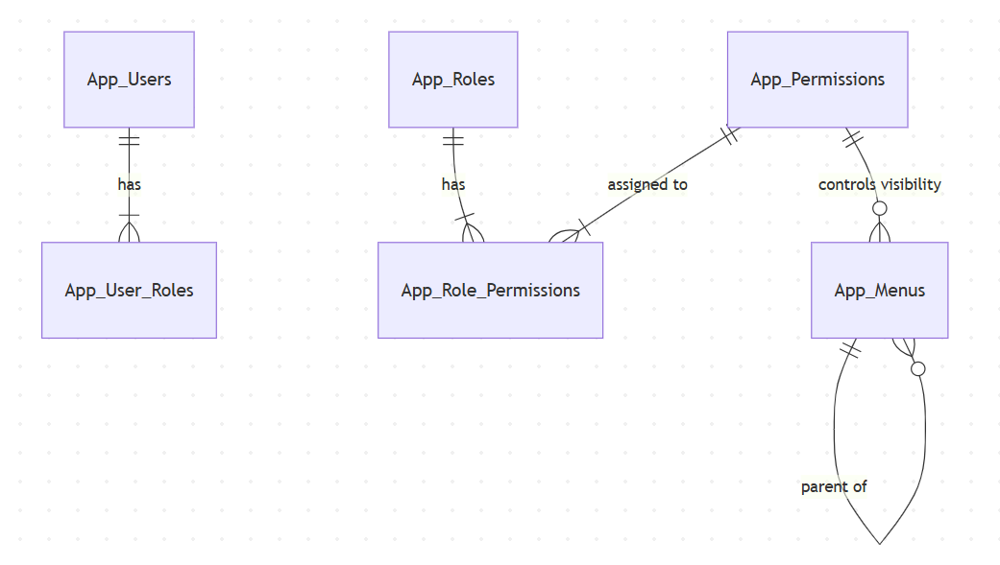 App_Users
App_Roles
App_Permissions
has
has
assigned to
controls visibility
App_User_Roles
App_Role_Permissions
App_Menus
parent of